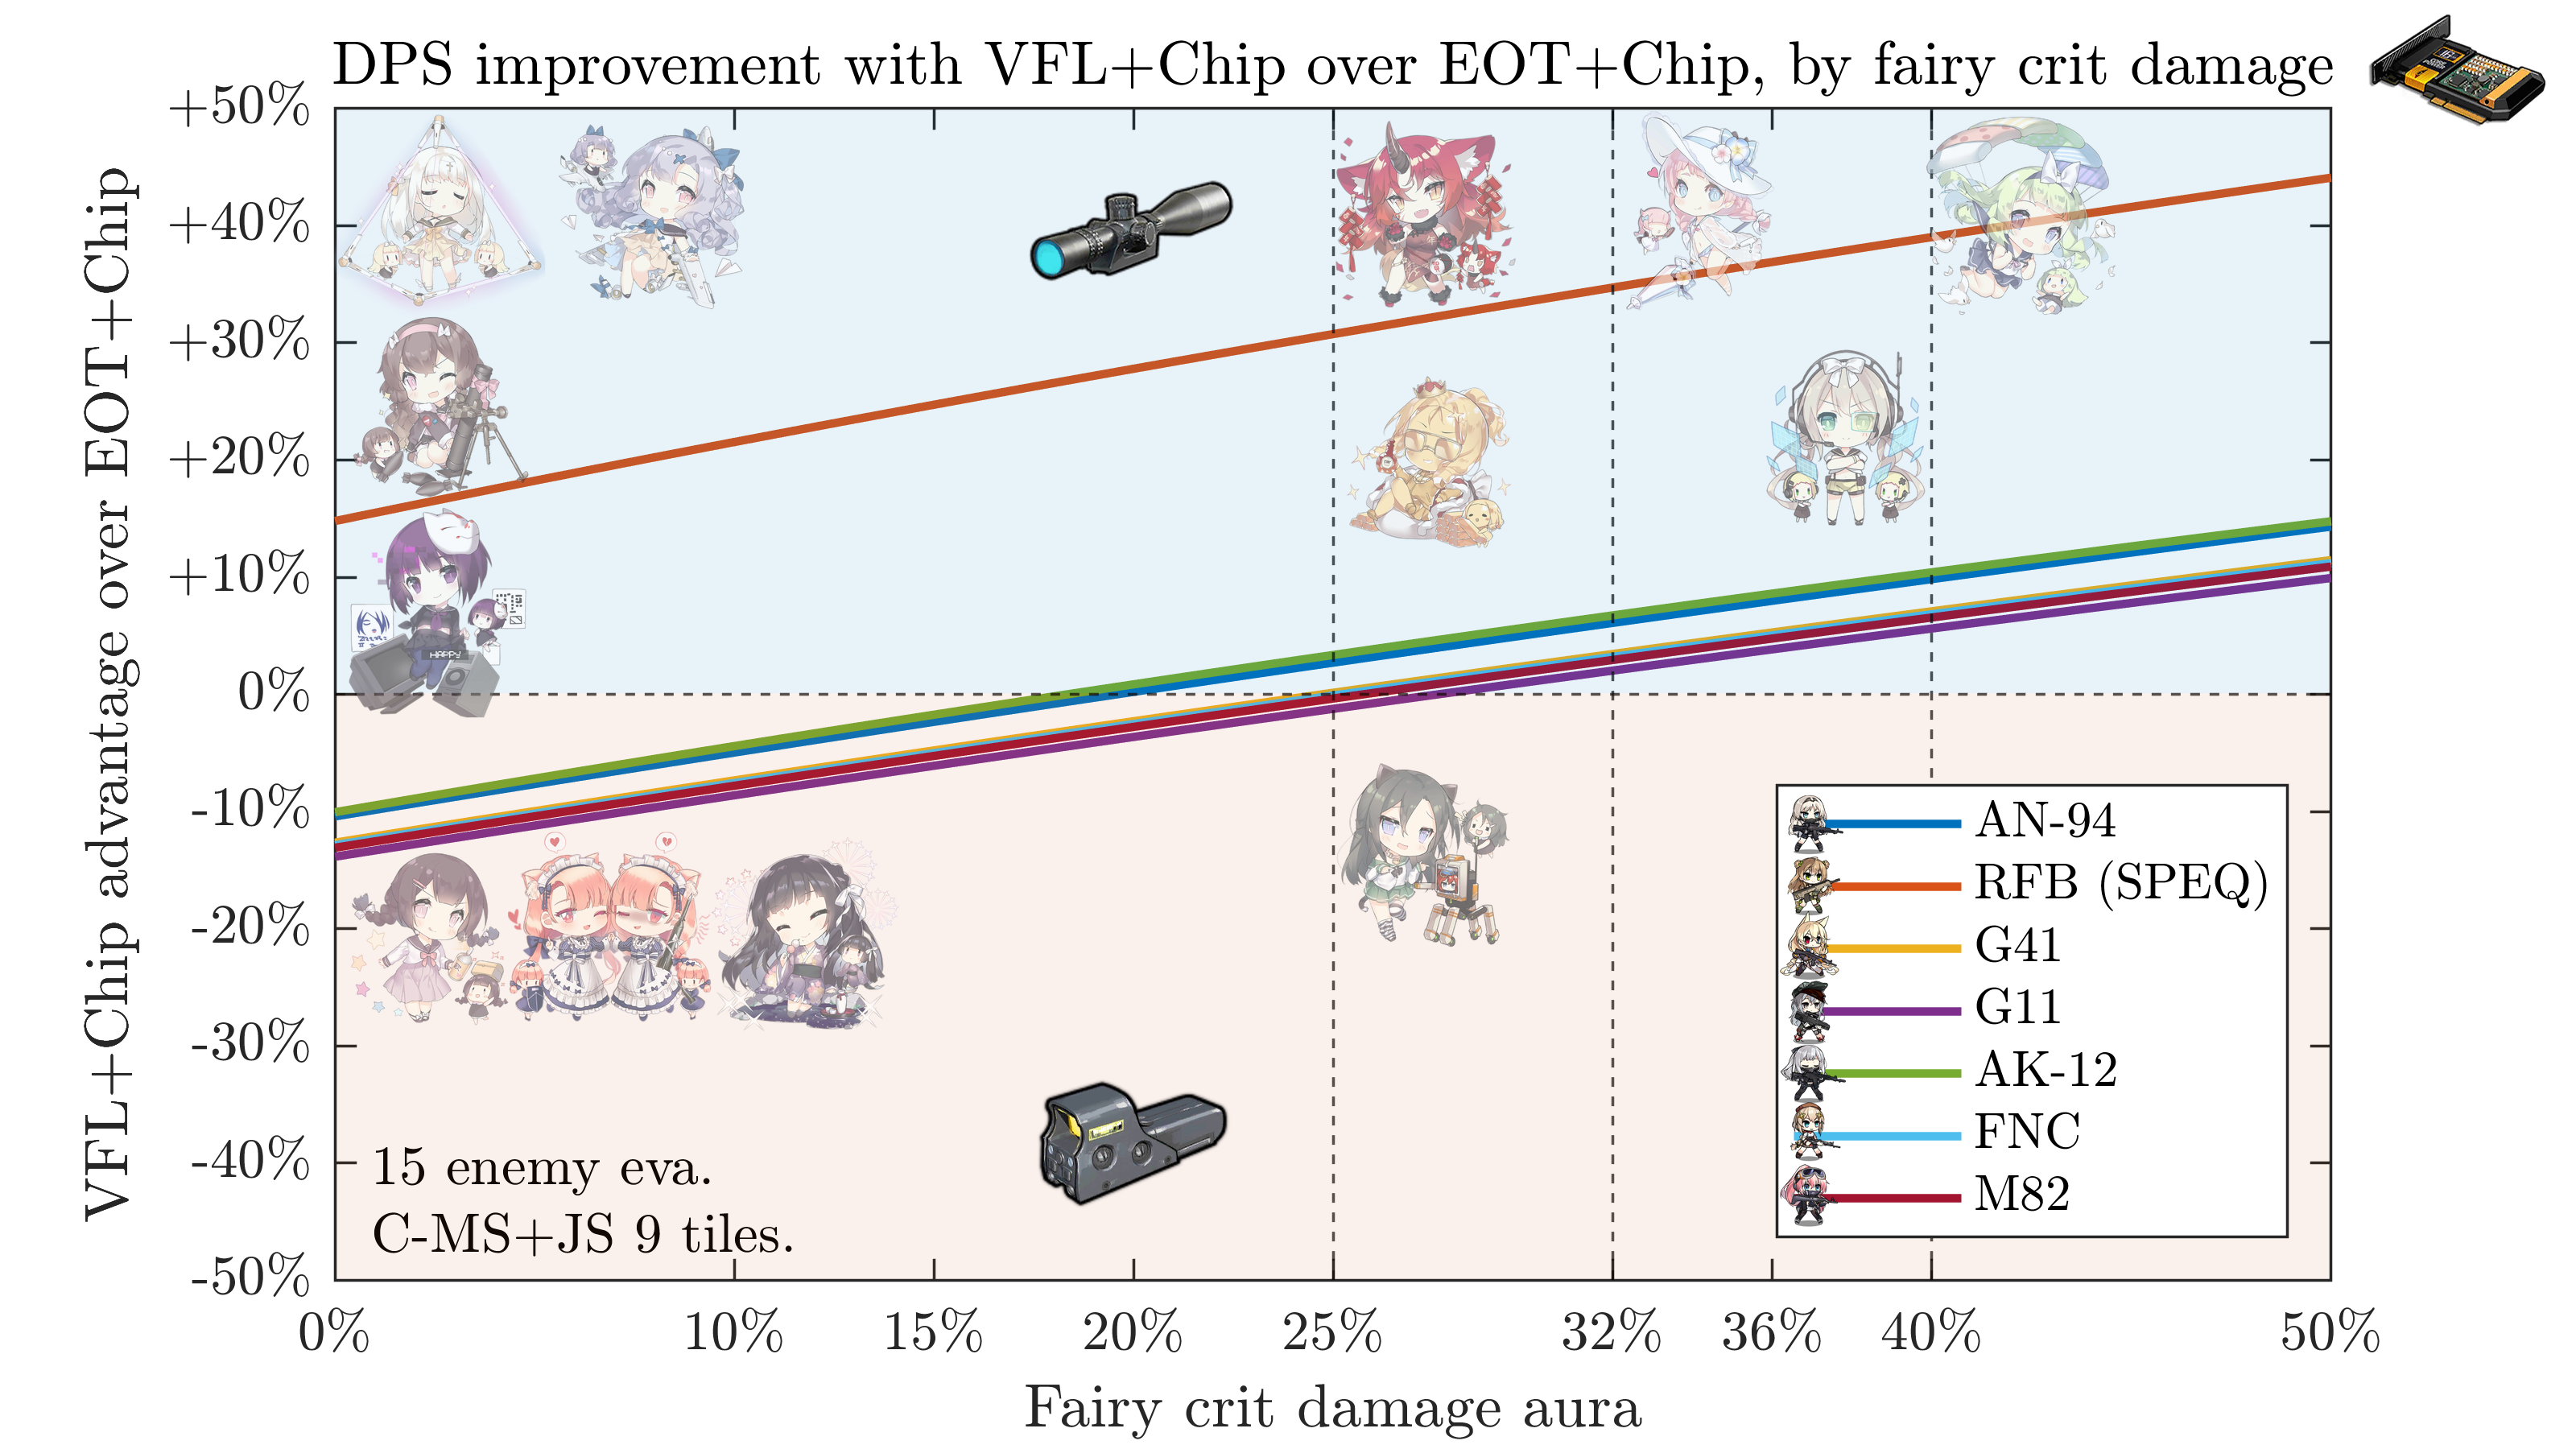 DPS improvement with VFL+Chip over EOT+Chip, by fairy crit damage
VFL+Chip advantage over EOT+Chip
+50%
+40%
+30%
+20%
+10%
0%
-10%
-20%
-30%
-40%
-50%
HAPPY
15 enemy eva.
C-MS+JS 9 tiles.
AN-94
RFB (SPEQ)
G41
G11
AK-12
FNC
M82
0% 10% 15% 20% 25% 32% 36% 40% 50%
Fairy crit damage aura